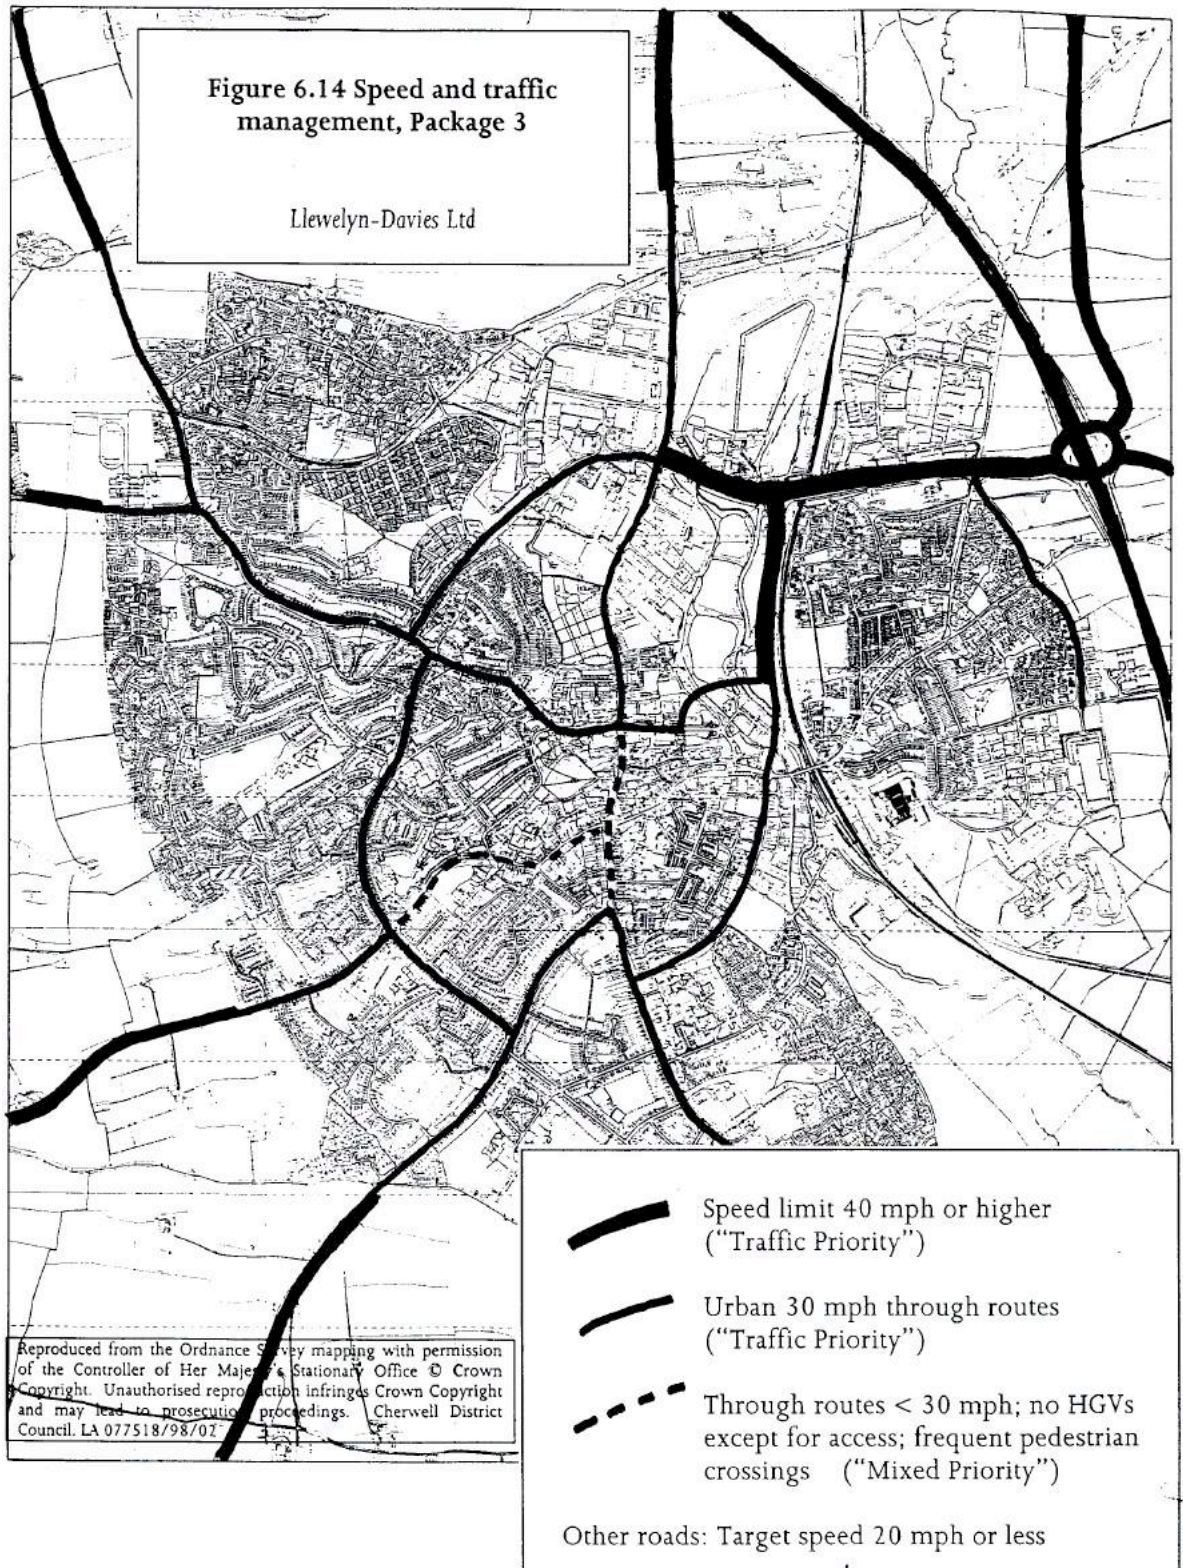 Figure 6.14 Speed and traffic
management, Package 3
Llewelyn-Davies Ltd
Reproduced from the Ordnance Survey mapping with permission
of the Controller of Her Majesty's Stationary Office © Crown
Copyright. Unauthorised reproduction infringes Crown Copyright
and may lead to prosecution proceedings. Cherwell District
Council. LA 077518/98/02
Speed limit 40 mph or higher
("Traffic Priority")
Urban 30 mph through routes
("Traffic Priority")
Through routes < 30 mph; no HGVs
except for access; frequent pedestrian
crossings ("Mixed Priority")
Other roads: Target speed 20 mph or less